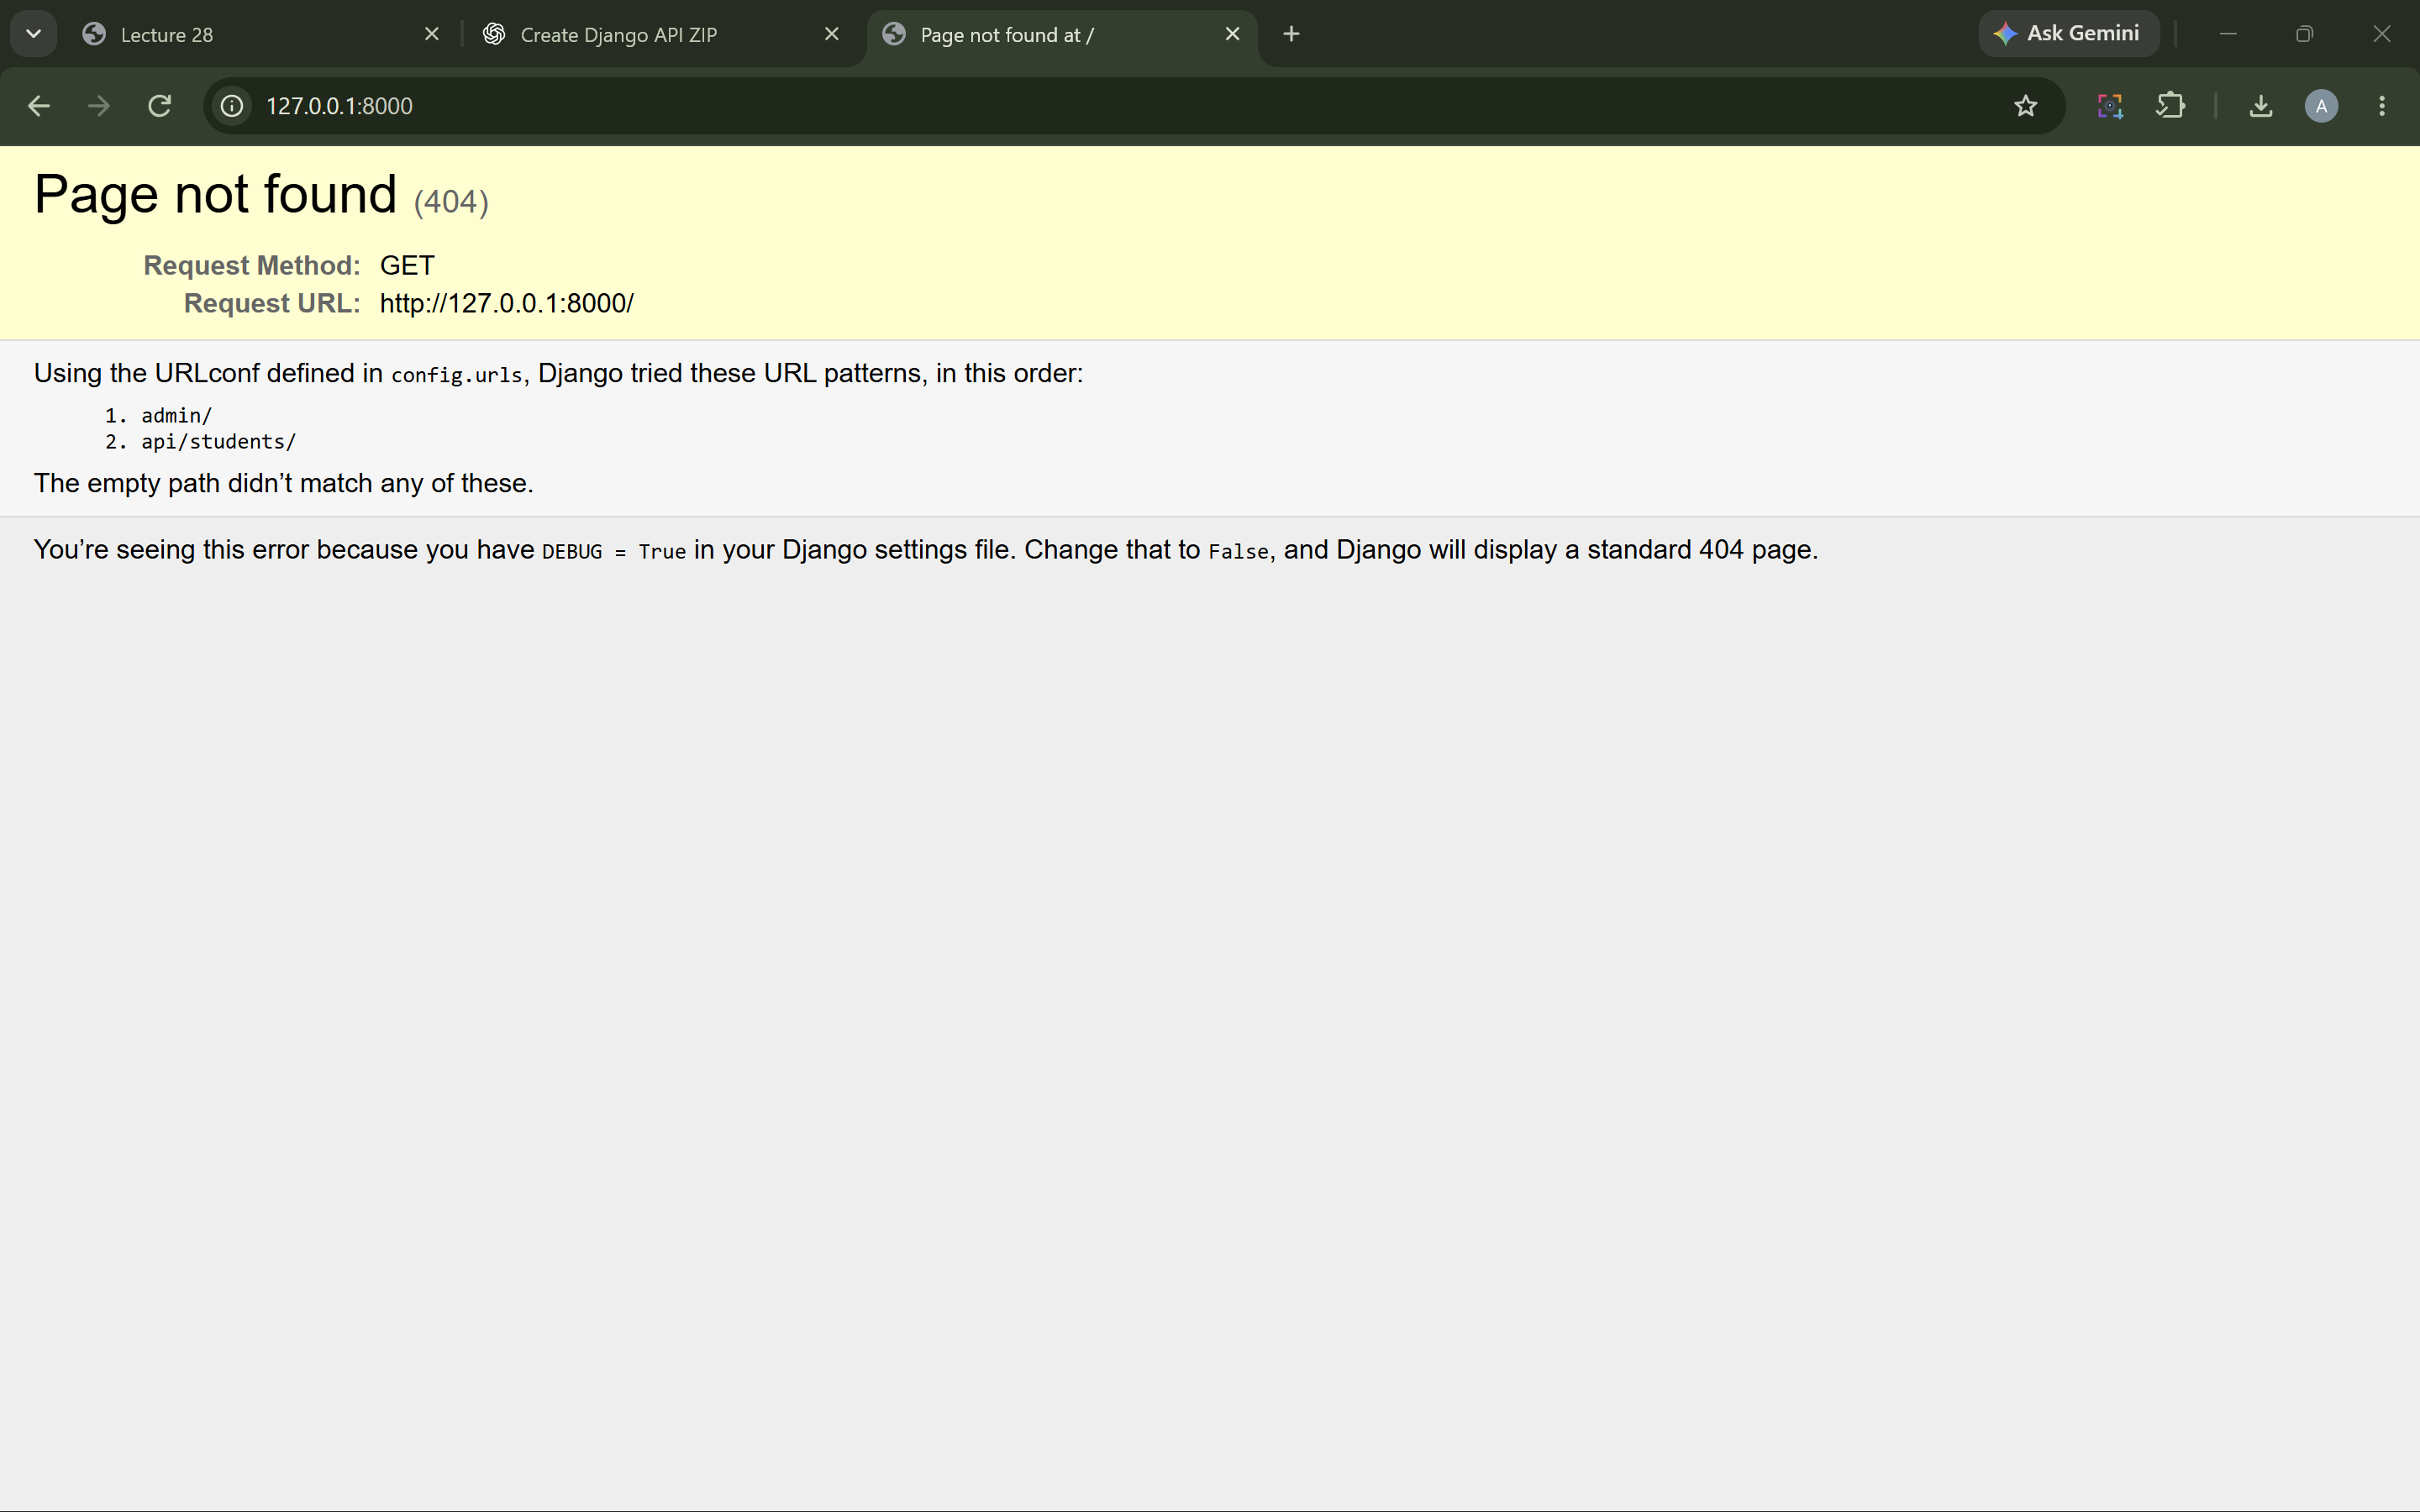 Lecture 28
Create Django API ZIP
Page not found at /
Ask Gemini
127.0.0.1:8000
A
Page not found (404)
Request Method: GET
Request URL: http://127.0.0.1:8000/
Using the URLconf defined in config.urls, Django tried these URL patterns, in this order:
1. admin/
2. api/students/
The empty path didn’t match any of these.
You’re seeing this error because you have DEBUG = True in your Django settings file. Change that to False, and Django will display a standard 404 page.